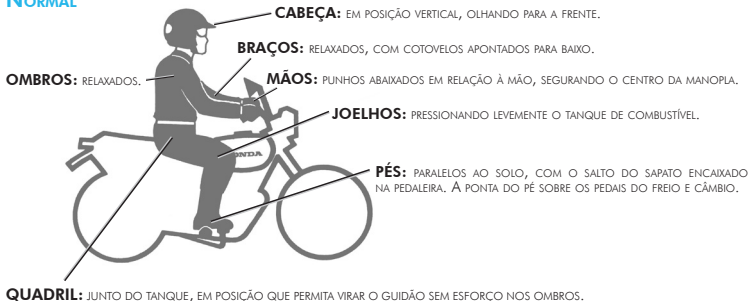 NORMAL
CABEÇA: EM POSIÇÃO VERTICAL, OLHANDO PARA A FRENTE.
BRAÇOS: RELAXADOS, COM COTOVELOS APONTADOS PARA BAIXO.
OMBROS: RELAXADOS.
MÃOS: PUNHOS ABAIXADOS EM RELAÇÃO À MÃO, SEGURANDO O CENTRO DA MANOPLA.
JOELHOS: PRESSIONANDO LEVEMENTE O TANQUE DE COMBUSTÍVEL.
ONDA
PÉS: PARALELOS AO SOLO, COM O SALTO DO SAPATO ENCAIXADO
NA PEDALEIRA. A PONTA DO PÉ SOBRE OS PEDAIS DO FREIO E CÂMBIO.
QUADRIL: JUNTO DO TANQUE, EM POSIÇÃO QUE PERMITA VIRAR O GUIDÃO SEM ESFORÇO NOS OMBROS.